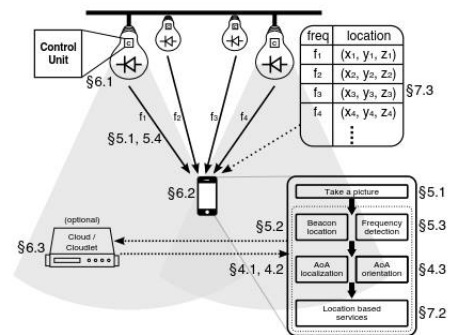 Control
Unit
C
C
C
C
§6.1
f₁
f₂
f₃
f₄
§5.1, 5.4
freq location
f₁ (x₁, y₁, z₁)
f₂ (x₂, y₂, z₂)
f₃ (x₃, y₃, z₃)
f₄ (x₄, y₄, z₄)
§7.3
§6.2
(optional)
Cloud /
Cloudlet
§6.3
§4.1, 4.2
Take a picture
§5.1
§5.2
Beacon
location
Frequency
detection
§5.3
AoA
localization
AoA
orientation
§4.3
Location based
services
§7.2